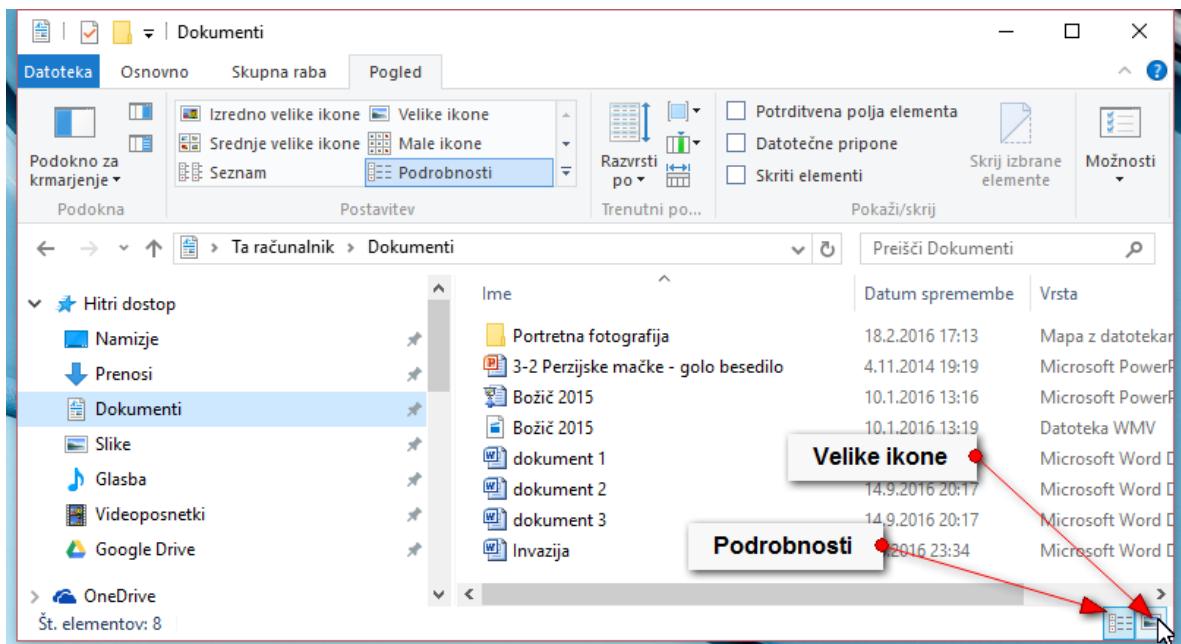 Dokumenti
Datoteka Osnovno Skupna raba Pogled
Podokno za krmarjenje
Izredno velike ikone Velike ikone
Srednje velike ikone Male ikone
Seznam Podrobnosti
Razvrsti po
Potrditvena polja elementa
Datotečne pripone
Skriti elementi
Skrij izbrane elemente
Možnosti
Podokna Postavitev Trenutni po... Pokaži/skrij
Ta računalnik > Dokumenti
Preišči Dokumenti
Hitri dostop
Namizje
Prenosi
Dokumenti
Slike
Glasba
Videoposnetki
Google Drive
OneDrive
Ime Datum spremembe Vrsta
Portretna fotografija 18.2.2016 17:13 Mapa z datotekar
3-2 Perzijske mačke - golo besedilo 4.11.2014 19:19 Microsoft PowerP
Božič 2015 10.1.2016 13:16 Microsoft PowerP
Božič 2015 10.1.2016 13:19 Datoteka WMV
dokument 1 Microsoft Word D
dokument 2 14.9.2016 20:17 Microsoft Word D
dokument 3 14.9.2016 20:17 Microsoft Word D
Invazija 2016 23:34 Microsoft Word D
Velike ikone
Podrobnosti
Št. elementov: 8